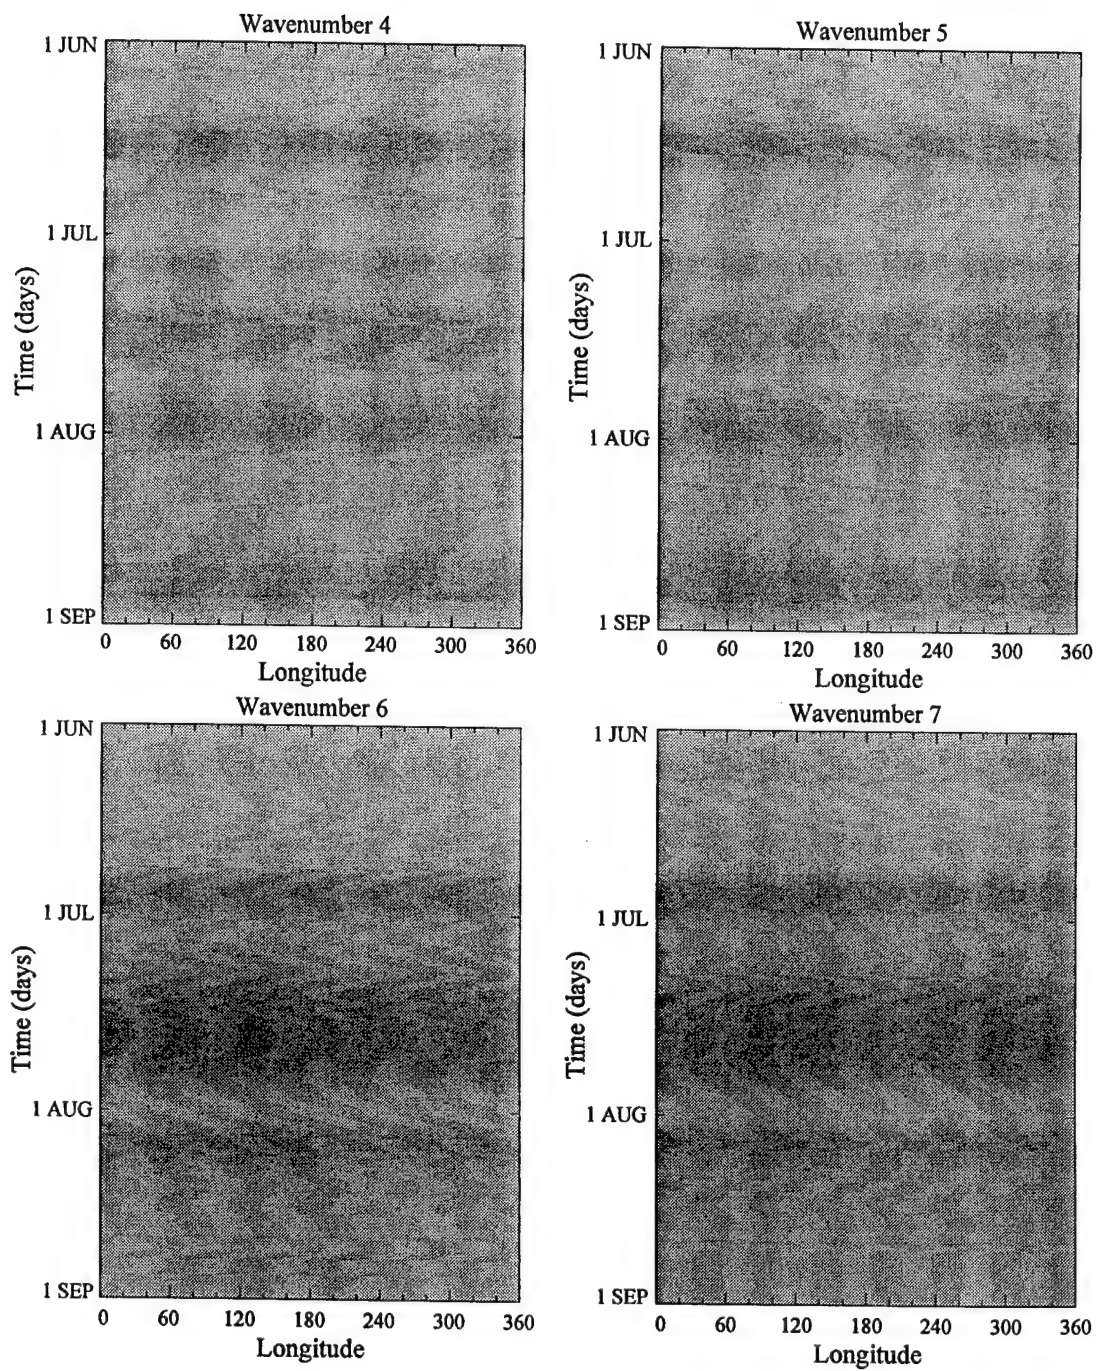 Wavenumber 4
1 JUN
1 JUL
1 AUG
1 SEP
Time (days)
0 60 120 180 240 300 360
Longitude
Wavenumber 5
1 JUN
1 JUL
1 AUG
1 SEP
Time (days)
0 60 120 180 240 300 360
Longitude
Wavenumber 6
1 JUN
1 JUL
1 AUG
1 SEP
Time (days)
0 60 120 180 240 300 360
Longitude
Wavenumber 7
1 JUN
1 JUL
1 AUG
1 SEP
Time (days)
0 60 120 180 240 300 360
Longitude